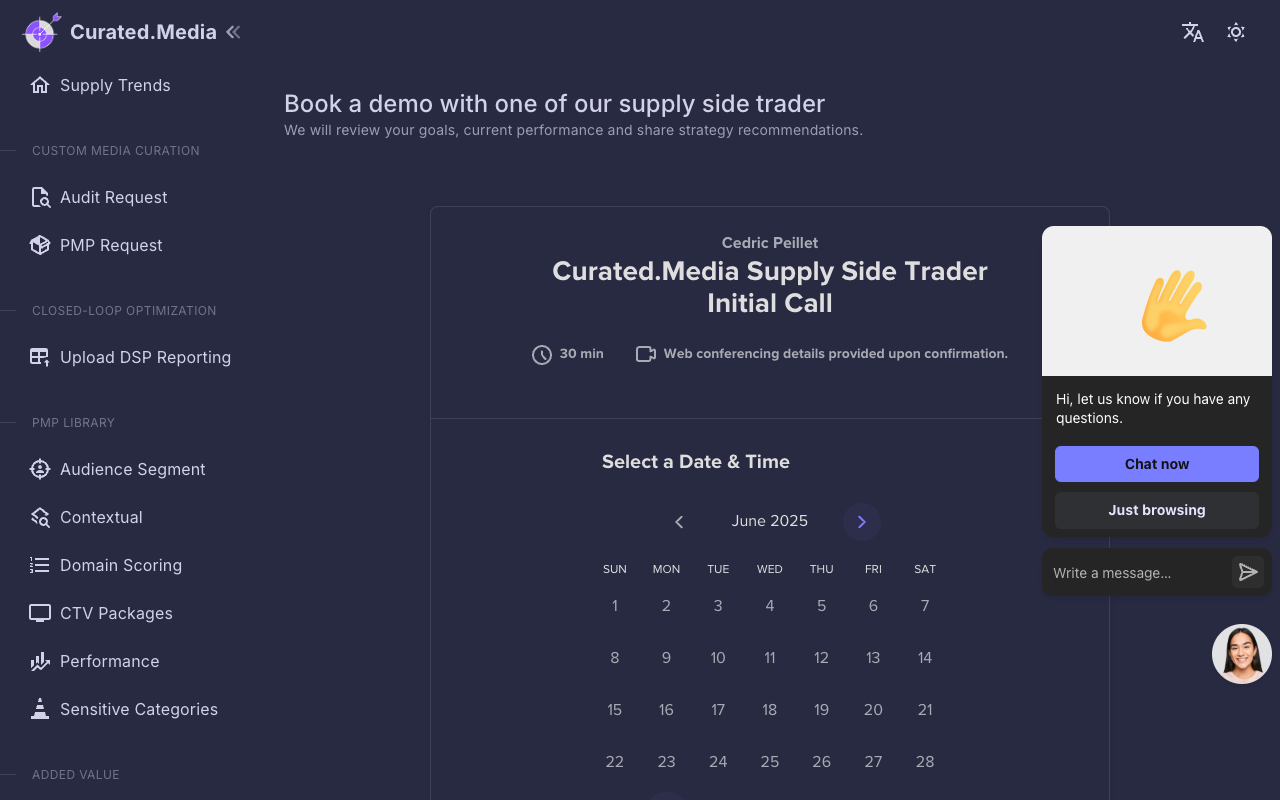 Curated.Media
Supply Trends
CUSTOM MEDIA CURATION
Audit Request
PMP Request
CLOSED-LOOP OPTIMIZATION
Upload DSP Reporting
PMP LIBRARY
Audience Segment
Contextual
Domain Scoring
CTV Packages
Performance
Sensitive Categories
ADDED VALUE
Book a demo with one of our supply side trader
We will review your goals, current performance and share strategy recommendations.
Cedric Peillet
Curated.Media Supply Side Trader
Initial Call
30 min
Web conferencing details provided upon confirmation.
Select a Date & Time
June 2025
SUN MON TUE WED THU FRI SAT
1 2 3 4 5 6 7
8 9 10 11 12 13 14
15 16 17 18 19 20 21
22 23 24 25 26 27 28
Hi, let us know if you have any
questions.
Chat now
Just browsing
Write a message...